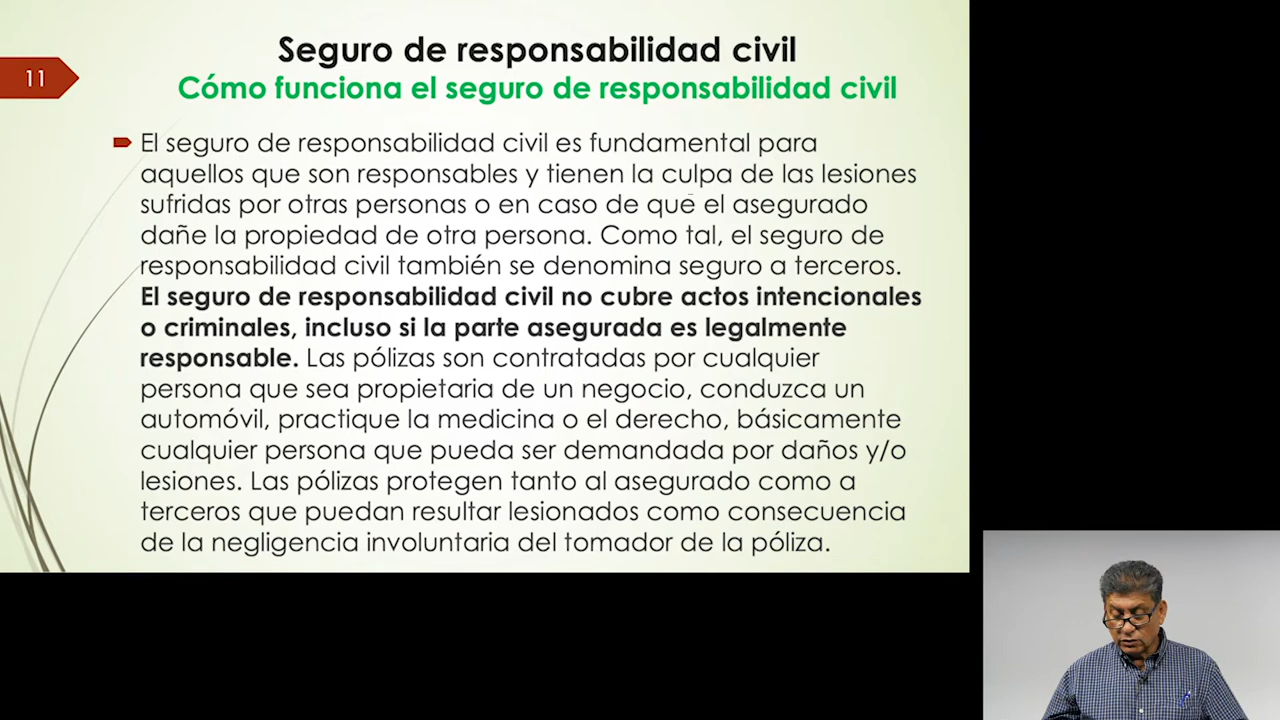 11
Seguro de responsabilidad civil
Cómo funciona el seguro de responsabilidad civil
El seguro de responsabilidad civil es fundamental para
aquellos que son responsables y tienen la culpa de las lesiones
sufridas por otras personas o en caso de que el asegurado
dañe la propiedad de otra persona. Como tal, el seguro de
responsabilidad civil también se denomina seguro a terceros.
El seguro de responsabilidad civil no cubre actos intencionales
o criminales, incluso si la parte asegurada es legalmente
responsable. Las pólizas son contratadas por cualquier
persona que sea propietaria de un negocio, conduzca un
automóvil, practique la medicina o el derecho, básicamente
cualquier persona que pueda ser demandada por daños y/o
lesiones. Las pólizas protegen tanto al asegurado como a
terceros que puedan resultar lesionados como consecuencia
de la negligencia involuntaria del tomador de la póliza.